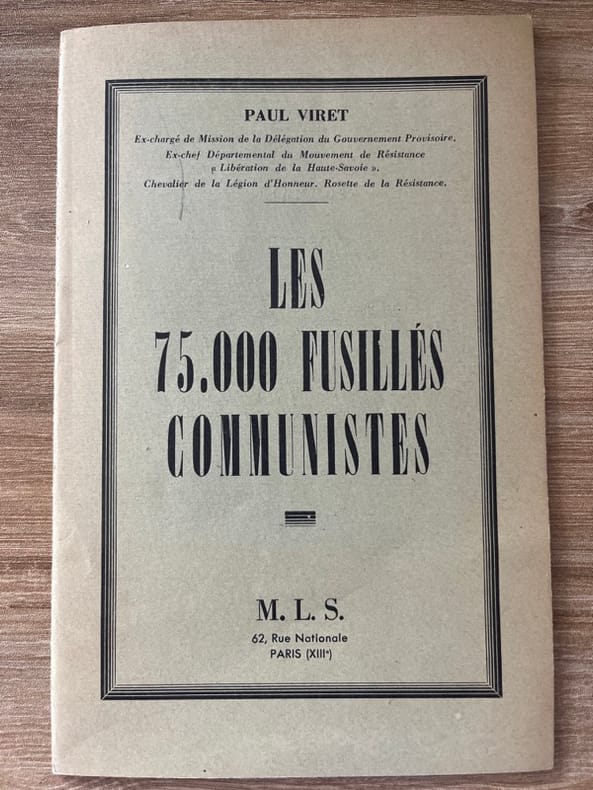 PAUL VIRET
Ex-chargé de Mission de la Délégation du Gouvernement Provisoire.
Ex-chef Départemental du Mouvement de Résistance
« Libération de la Haute-Savoie ».
Chevalier de la Légion d'Honneur. Rosette de la Résistance.
LES
75.000 FUSILLÉS
COMMUNISTES
M. L. S.
62, Rue Nationale
PARIS (XIIIᵉ)